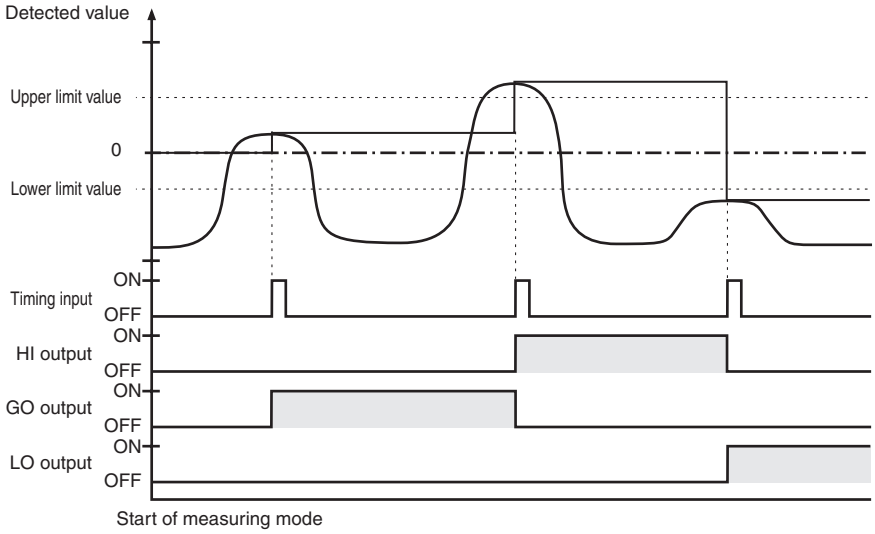 Detected value
Upper limit value
0
Lower limit value
ON
Timing input
OFF
ON
HI output
OFF
ON
GO output
OFF
ON
LO output
OFF
Start of measuring mode